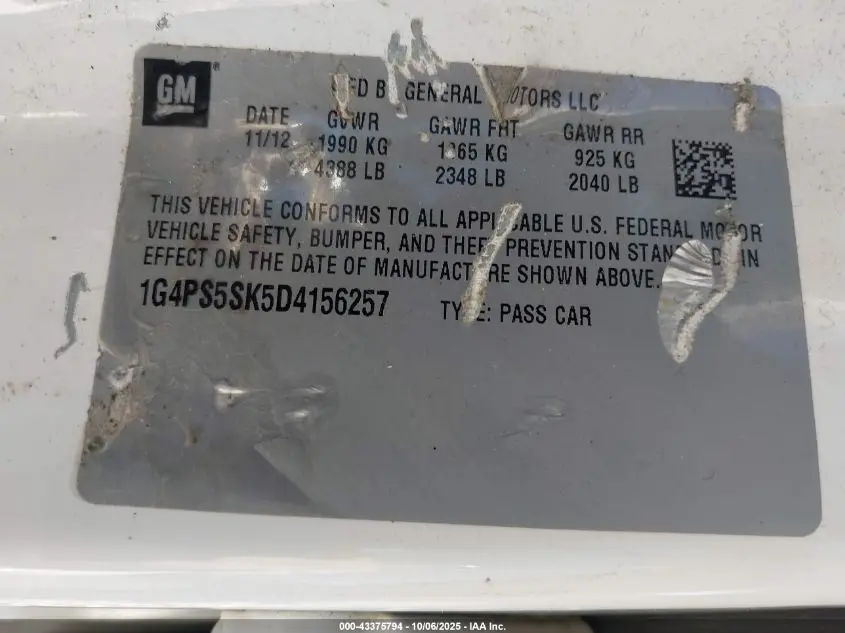 GM ®
MFD BY GENERAL MOTORS LLC
DATE GVWR GAWR FRT GAWR RR
11/12 1990 KG 1065 KG 925 KG
4388 LB 2348 LB 2040 LB
THIS VEHICLE CONFORMS TO ALL APPLICABLE U.S. FEDERAL MOTOR
VEHICLE SAFETY, BUMPER, AND THEFT PREVENTION STANDARDS IN
EFFECT ON THE DATE OF MANUFACTURE SHOWN ABOVE.
1G4PS5SK5D4156257 TYPE: PASS CAR
000-43375794 - 10/06/2025 - IAA Inc.